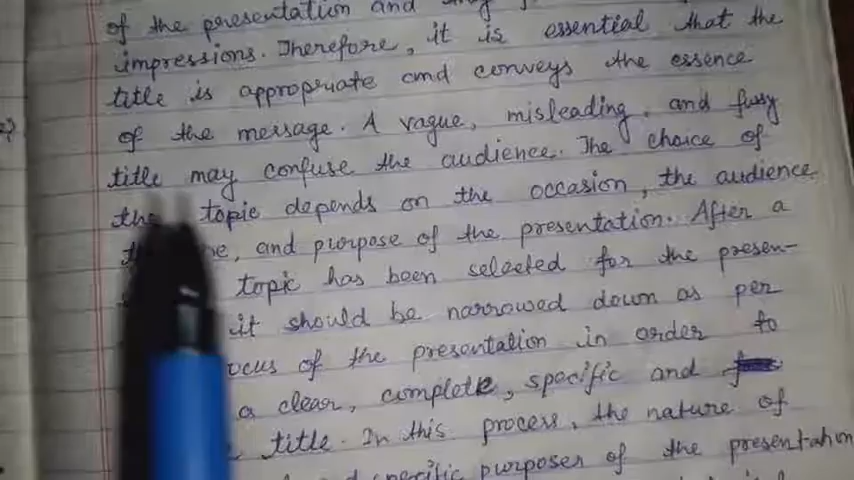 of the presentation and
impressions. Therefore, it is essential that the
title is appropriate and conveys the essence
of the message. A vague, misleading, and fussy
title may confuse the audience. The choice of
the topic depends on the occasion, the audience
and purpose of the presentation. After a
topic has been selected for the presen-
it should be narrowed down as per
of the presentation in order to
a clear, complete, specific and
title. In this process, the nature of
specific purposes of the presentation